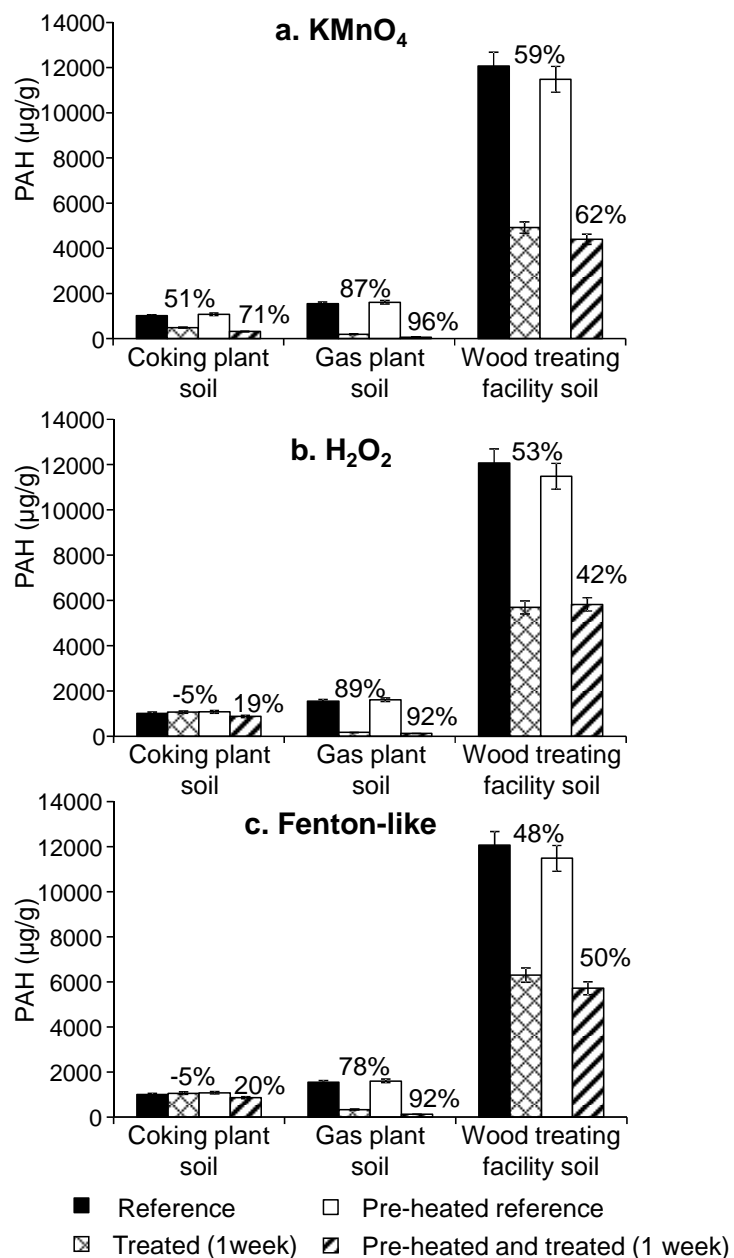 a. KMnO₄
PAH (µg/g)
14000
12000
10000
8000
6000
4000
2000
0
51%
71%
87%
96%
59%
62%
Coking plant
soil
Gas plant
soil
Wood treating
facility soil
b. H₂O₂
PAH (µg/g)
14000
12000
10000
8000
6000
4000
2000
0
-5%
19%
89%
92%
53%
42%
Coking plant
soil
Gas plant
soil
Wood treating
facility soil
c. Fenton-like
PAH (µg/g)
14000
12000
10000
8000
6000
4000
2000
0
-5%
20%
78%
92%
48%
50%
Coking plant
soil
Gas plant
soil
Wood treating
facility soil
Reference
Pre-heated reference
Treated (1week)
Pre-heated and treated (1 week)